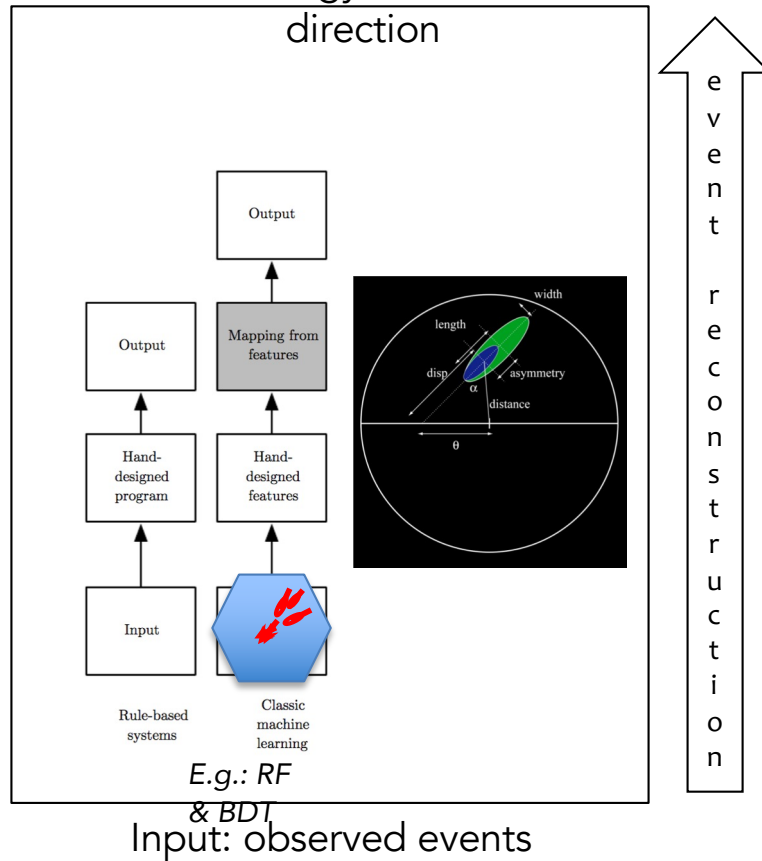 direction
Output
Output
Mapping from
features
Hand-
designed
program
Hand-
designed
features
Input
Rule-based
systems
Classic
machine
learning
E.g.: RF
& BDT
width
length
disp
asymmetry
α
distance
θ
event reconstruction
Input: observed events